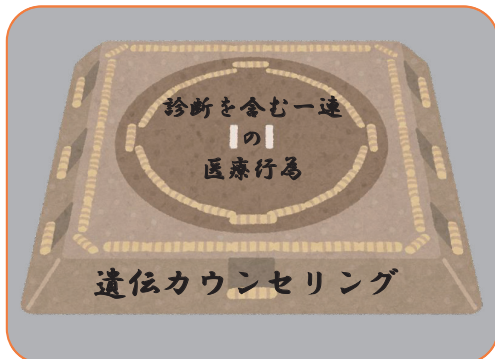 診断を含む一連
の
医療行為
遺伝カウンセリング